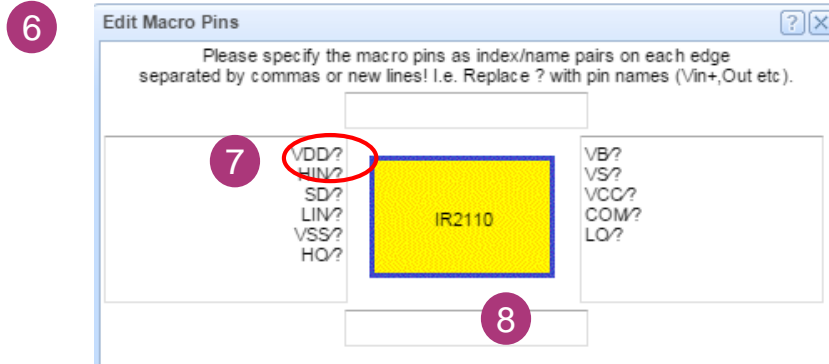 6
Edit Macro Pins
Please specify the macro pins as index/name pairs on each edge
separated by commas or new lines! I.e. Replace ? with pin names (Vin+,Out etc).
7
VDD/?
HIN/?
SD/?
LIN/?
VSS/?
HO/?
IR2110
VB/?
VS/?
VCC/?
COM/?
LO/?
8